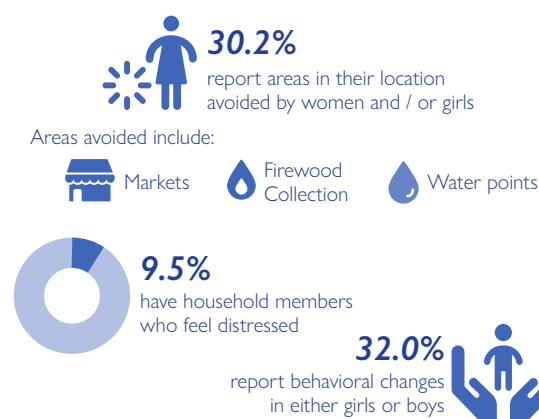 30.2%
report areas in their location
avoided by women and / or girls
Areas avoided include:
Markets
Firewood
Collection
Water points
9.5%
have household members
who feel distressed
32.0%
report behavioral changes
in either girls or boys